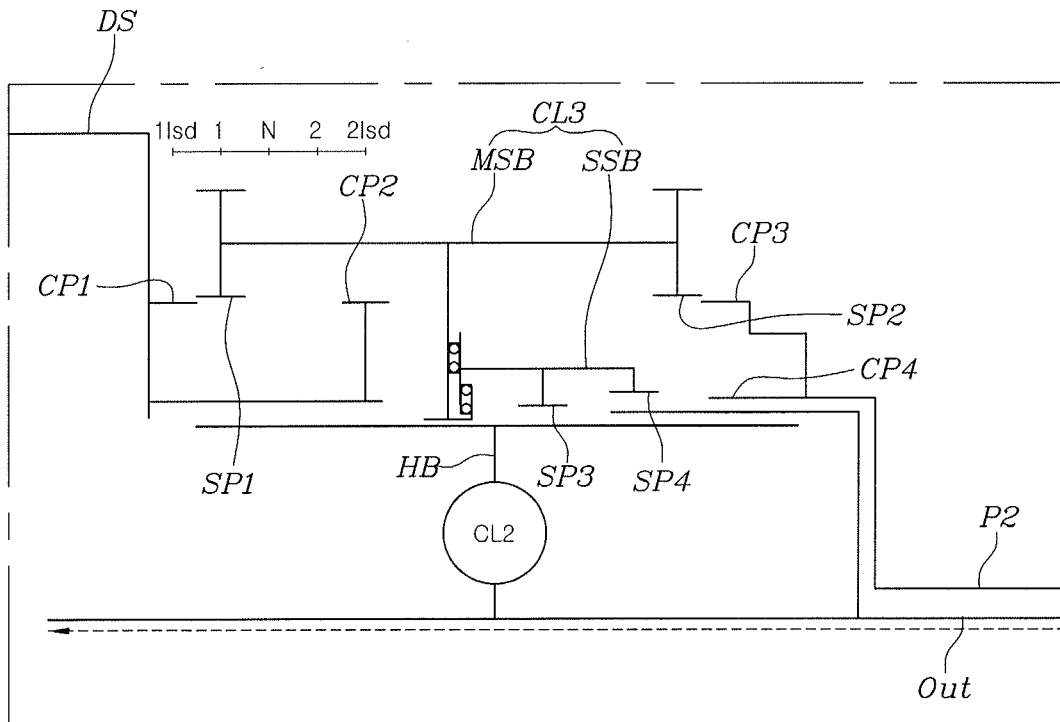 DS
1lsd 1 N 2 2lsd
CL3
MSB SSB
CP2
CP3
CP1
SP2
CP4
SP1
HB
SP3
SP4
CL2
P2
Out